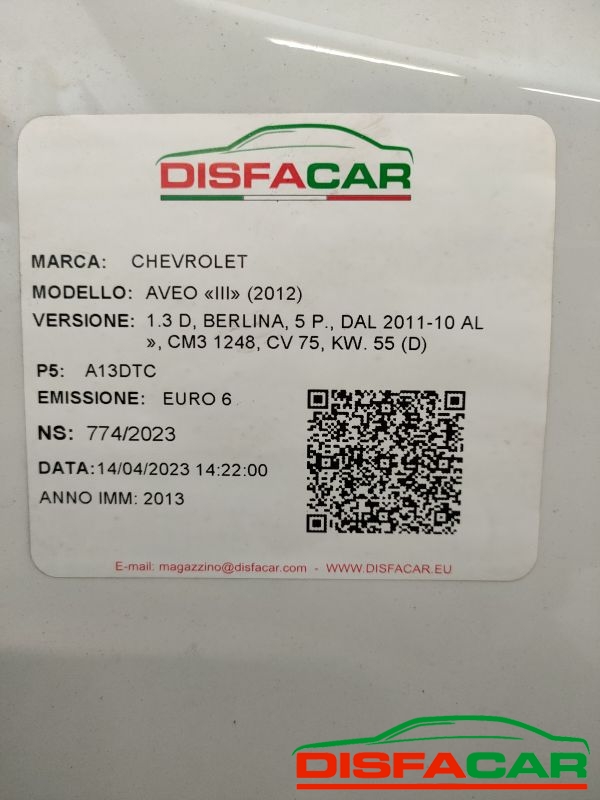 DISFACAR
MARCA: CHEVROLET
MODELLO: AVEO «III» (2012)
VERSIONE: 1.3 D, BERLINA, 5 P., DAL 2011-10 AL
», CM3 1248, CV 75, KW. 55 (D)
P5: A13DTC
EMISSIONE: EURO 6
NS: 774/2023
DATA:14/04/2023 14:22:00
ANNO IMM: 2013
E-mail: magazzino@disfacar.com - WWW.DISFACAR.EU
DISFACAR